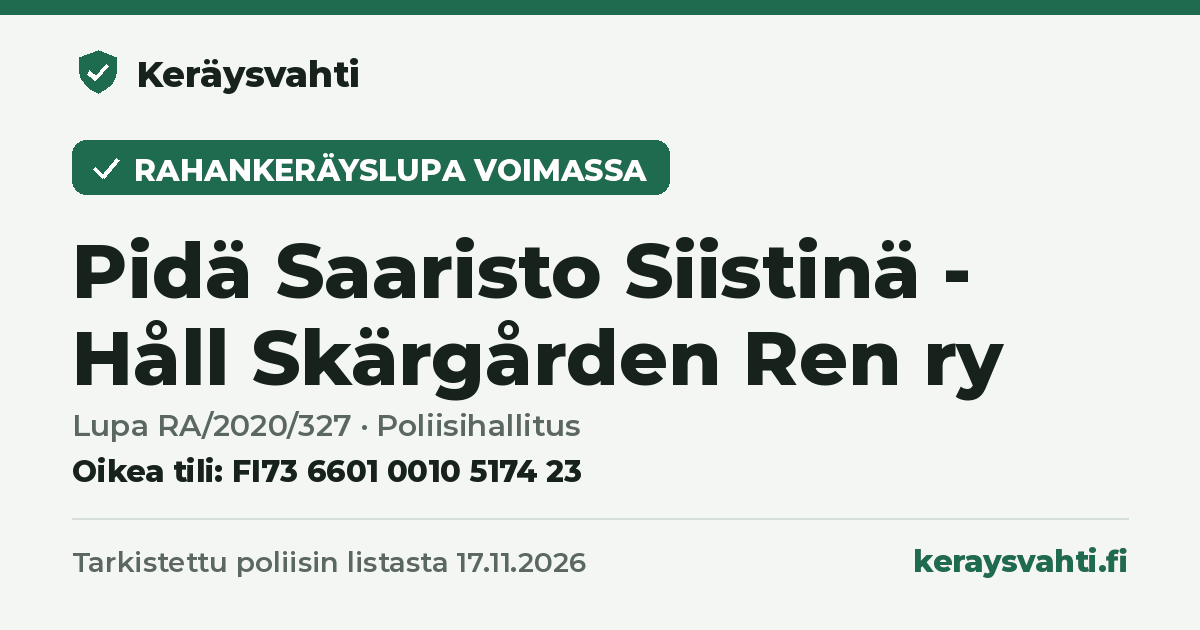 Keräysvahti
RAHANKERÄYSLUPA VOIMASSA
Pidä Saaristo Siistinä -
Håll Skärgården Ren ry
Lupa RA/2020/327 · Poliisihallitus
Oikea tili: FI73 6601 0010 5174 23
Tarkistettu poliisin listasta 17.11.2026
keraysvahti.fi